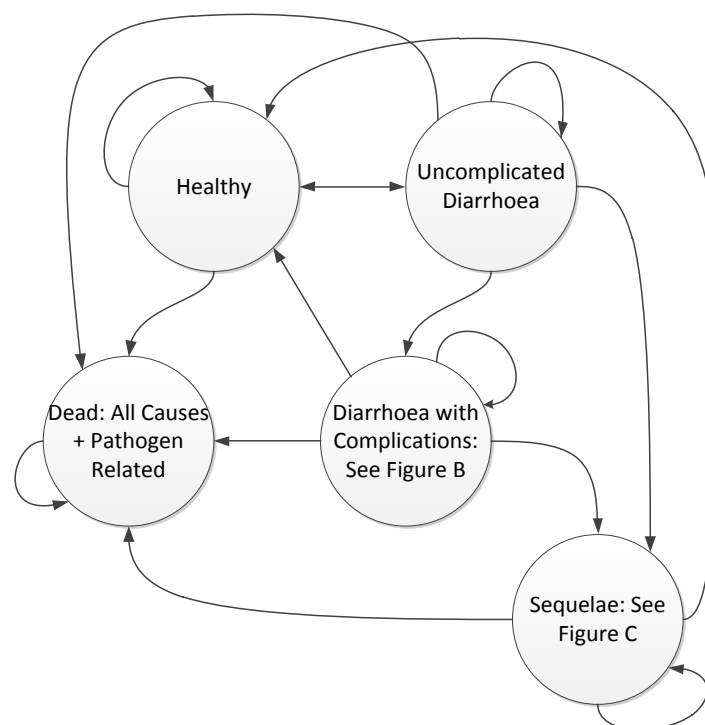 Healthy
Uncomplicated
Diarrhoea
Dead: All Causes
+ Pathogen
Related
Diarrhoea with
Complications:
See Figure B
Sequelae: See
Figure C